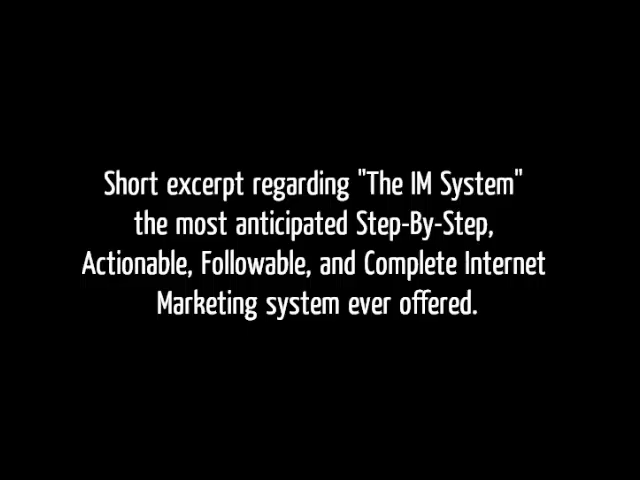 Short excerpt regarding "The IM System"
the most anticipated Step-By-Step,
Actionable, Followable, and Complete Internet
Marketing system ever offered.